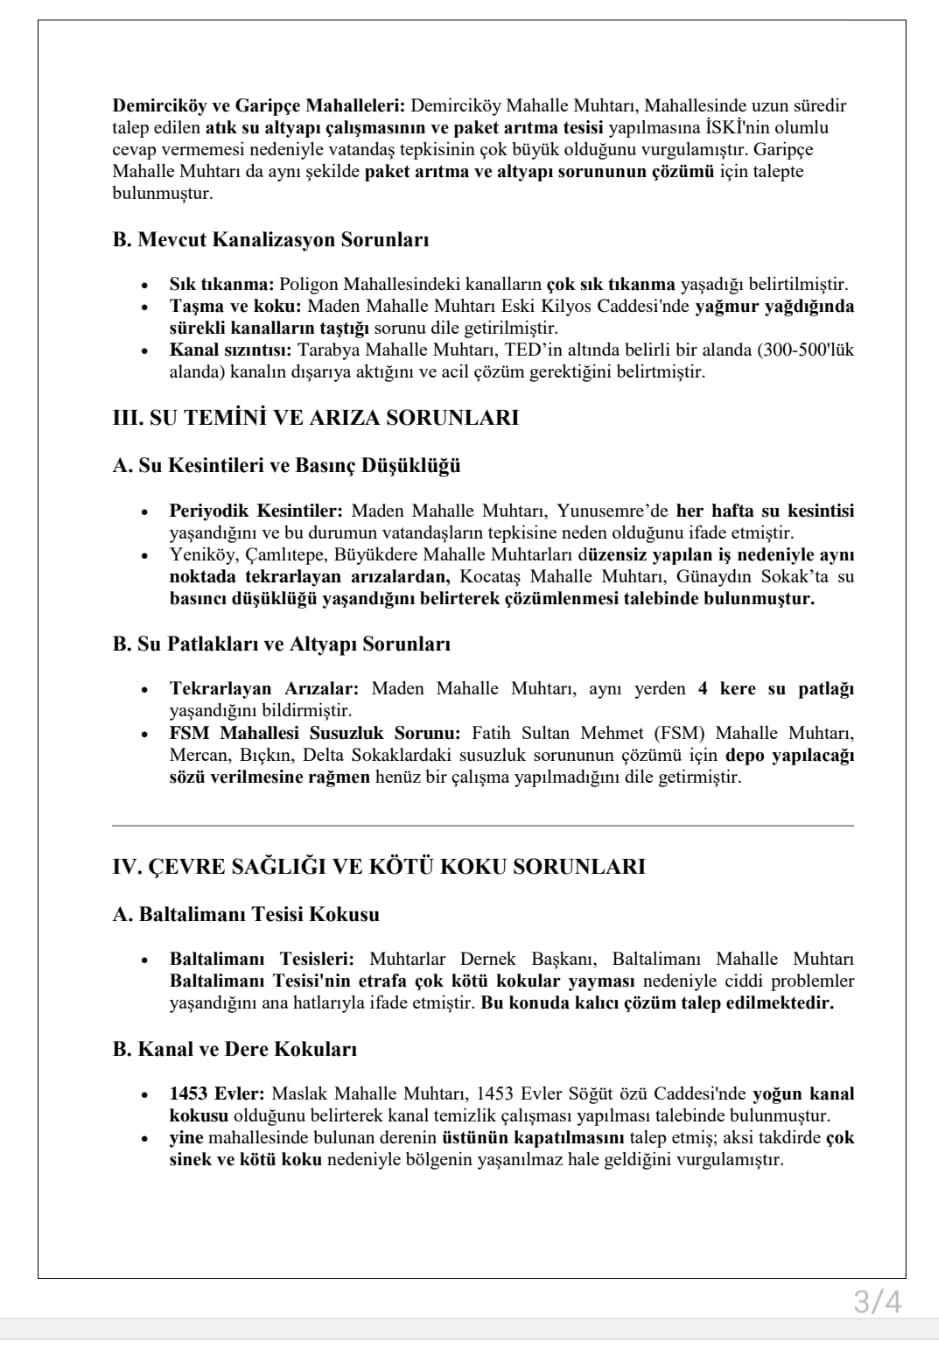 Demirciköy ve Garipçe Mahalleleri: Demirciköy Mahalle Muhtarı, Mahallesinde uzun süredir
talep edilen atık su altyapı çalışmasının ve paket arıtma tesisi yapılmasına İSKİ'nin olumlu
cevap vermemesi nedeniyle vatandaş tepkisinin çok büyük olduğunu vurgulamıştır. Garipçe
Mahalle Muhtarı da aynı şekilde paket arıtma ve altyapı sorununun çözümü için talepte
bulunmuştur.
B. Mevcut Kanalizasyon Sorunları
• Sık tıkanma: Poligon Mahallesindeki kanalların çok sık tıkanma yaşadığı belirtilmiştir.
• Taşma ve koku: Maden Mahalle Muhtarı Eski Kilyos Caddesi'nde yağmur yağdığında
sürekli kanalların taştığı sorunu dile getirilmiştir.
• Kanal sızıntısı: Tarabya Mahalle Muhtarı, TED’in altında belirli bir alanda (300-500'lük
alanda) kanalın dışarıya aktığını ve acil çözüm gerektiğini belirtmiştir.
III. SU TEMİNİ VE ARIZA SORUNLARI
A. Su Kesintileri ve Basınç Düşüklüğü
• Periyodik Kesintiler: Maden Mahalle Muhtarı, Yunusemre’de her hafta su kesintisi
yaşandığını ve bu durumun vatandaşların tepkisine neden olduğunu ifade etmiştir.
• Yeniköy, Çamlıtepe, Büyükdere Mahalle Muhtarları düzensiz yapılan iş nedeniyle aynı
noktada tekrarlayan arızalardan, Kocataş Mahalle Muhtarı, Günaydın Sokak’ta su
basıncı düşüklüğü yaşandığını belirterek çözümlenmesi talebinde bulunmuştur.
B. Su Patlakları ve Altyapı Sorunları
• Tekrarlayan Arızalar: Maden Mahalle Muhtarı, aynı yerden 4 kere su patlağı
yaşandığını bildirmiştir.
• FSM Mahallesi Susuzluk Sorunu: Fatih Sultan Mehmet (FSM) Mahalle Muhtarı,
Mercan, Bıçkın, Delta Sokaklardaki susuzluk sorununun çözümü için depo yapılacağı
sözü verilmesine rağmen henüz bir çalışma yapılmadığını dile getirmiştir.
IV. ÇEVRE SAĞLIĞI VE KÖTÜ KOKU SORUNLARI
A. Baltalimanı Tesisi Kokusu
• Baltalimanı Tesisleri: Muhtarlar Dernek Başkanı, Baltalimanı Mahalle Muhtarı
Baltalimanı Tesisi'nin etrafa çok kötü kokular yayması nedeniyle ciddi problemler
yaşandığını ana hatlarıyla ifade etmiştir. Bu konuda kalıcı çözüm talep edilmektedir.
B. Kanal ve Dere Kokuları
• 1453 Evler: Maslak Mahalle Muhtarı, 1453 Evler Söğüt özü Caddesi'nde yoğun kanal
kokusu olduğunu belirterek kanal temizlik çalışması yapılması talebinde bulunmuştur.
• yine mahallesinde bulunan derenin üstünün kapatılmasını talep etmiş; aksi takdirde çok
sinek ve kötü koku nedeniyle bölgenin yaşanılmaz hale geldiğini vurgulamıştır.
3/4